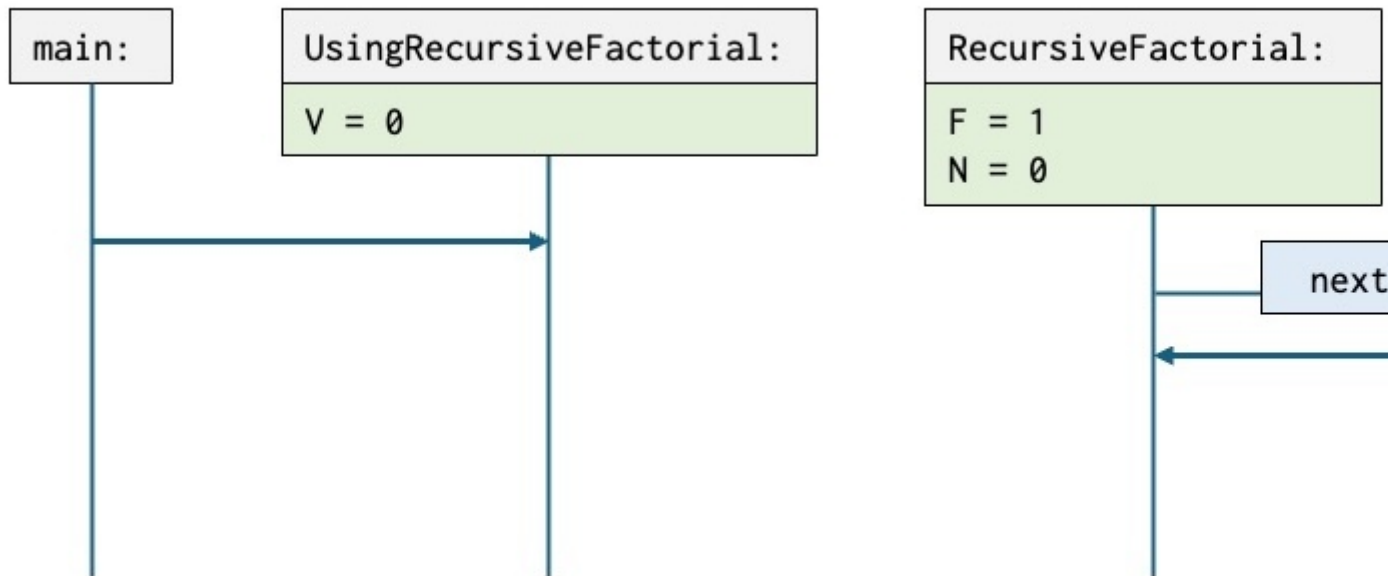 main:
UsingRecursiveFactorial:
V = 0
RecursiveFactorial:
F = 1
N = 0
next